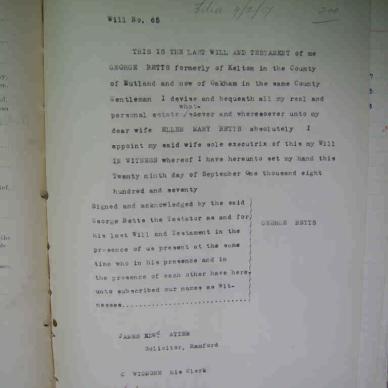 Will No. 65
200
THIS IS THE LAST WILL AND TESTAMENT of me
GEORGE BETTS formerly of Kelton in the County
of Rutland and now of Oakham in the same County
Gentleman I devise and bequeath all my real and
what-
personal estate soever and wheresoever unto my
dear wife ELLEN MARY BETTS absolutely I
appoint my said wife sole executrix of this my Will
IN WITNESS whereof I have hereunto set my hand this
Twenty ninth day of September One thousand eight
hundred and seventy
Signed and acknowledged by the said
George Betts the Testator as and for
his last Will and Testament in the
GEORGE BETTS
presence of us present at the same
time who in his presence and in
the presence of each other have here-
unto subscribed our names as Wit-
nesses
JAMES ATTER
Solicitor,
his Clerk